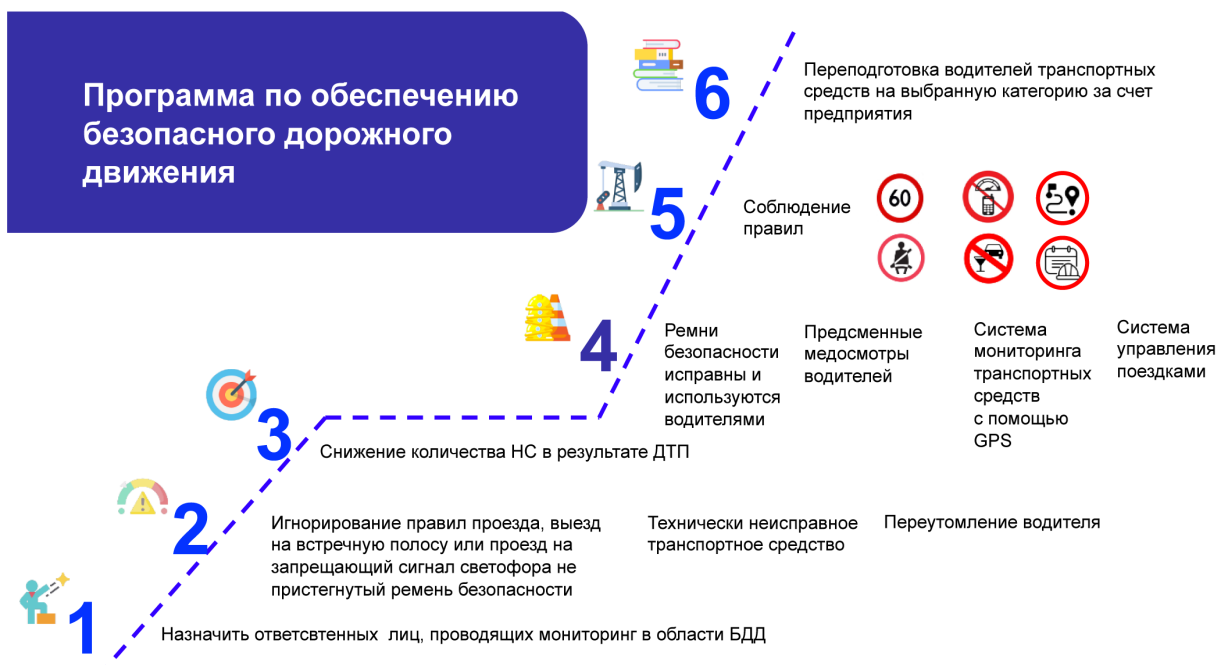 Программа по обеспечению
безопасного дорожного
движения
6
Переподготовка водителей транспортных
средств на выбранную категорию за счет
предприятия
5
Соблюдение
правил
60
4
Ремни
безопасности
исправны и
используются
водителями
Предсменные
медосмотры
водителей
Система
мониторинга
транспортных
средств
с помощью
GPS
Система
управления
поездками
3
Снижение количества НС в результате ДТП
2
Игнорирование правил проезда, выезд
на встречную полосу или проезд на
запрещающий сигнал светофора не
пристегнутый ремень безопасности
Технически неисправное
транспортное средство
Переутомление водителя
1
Назначить ответсвтенных лиц, проводящих мониторинг в области БДД